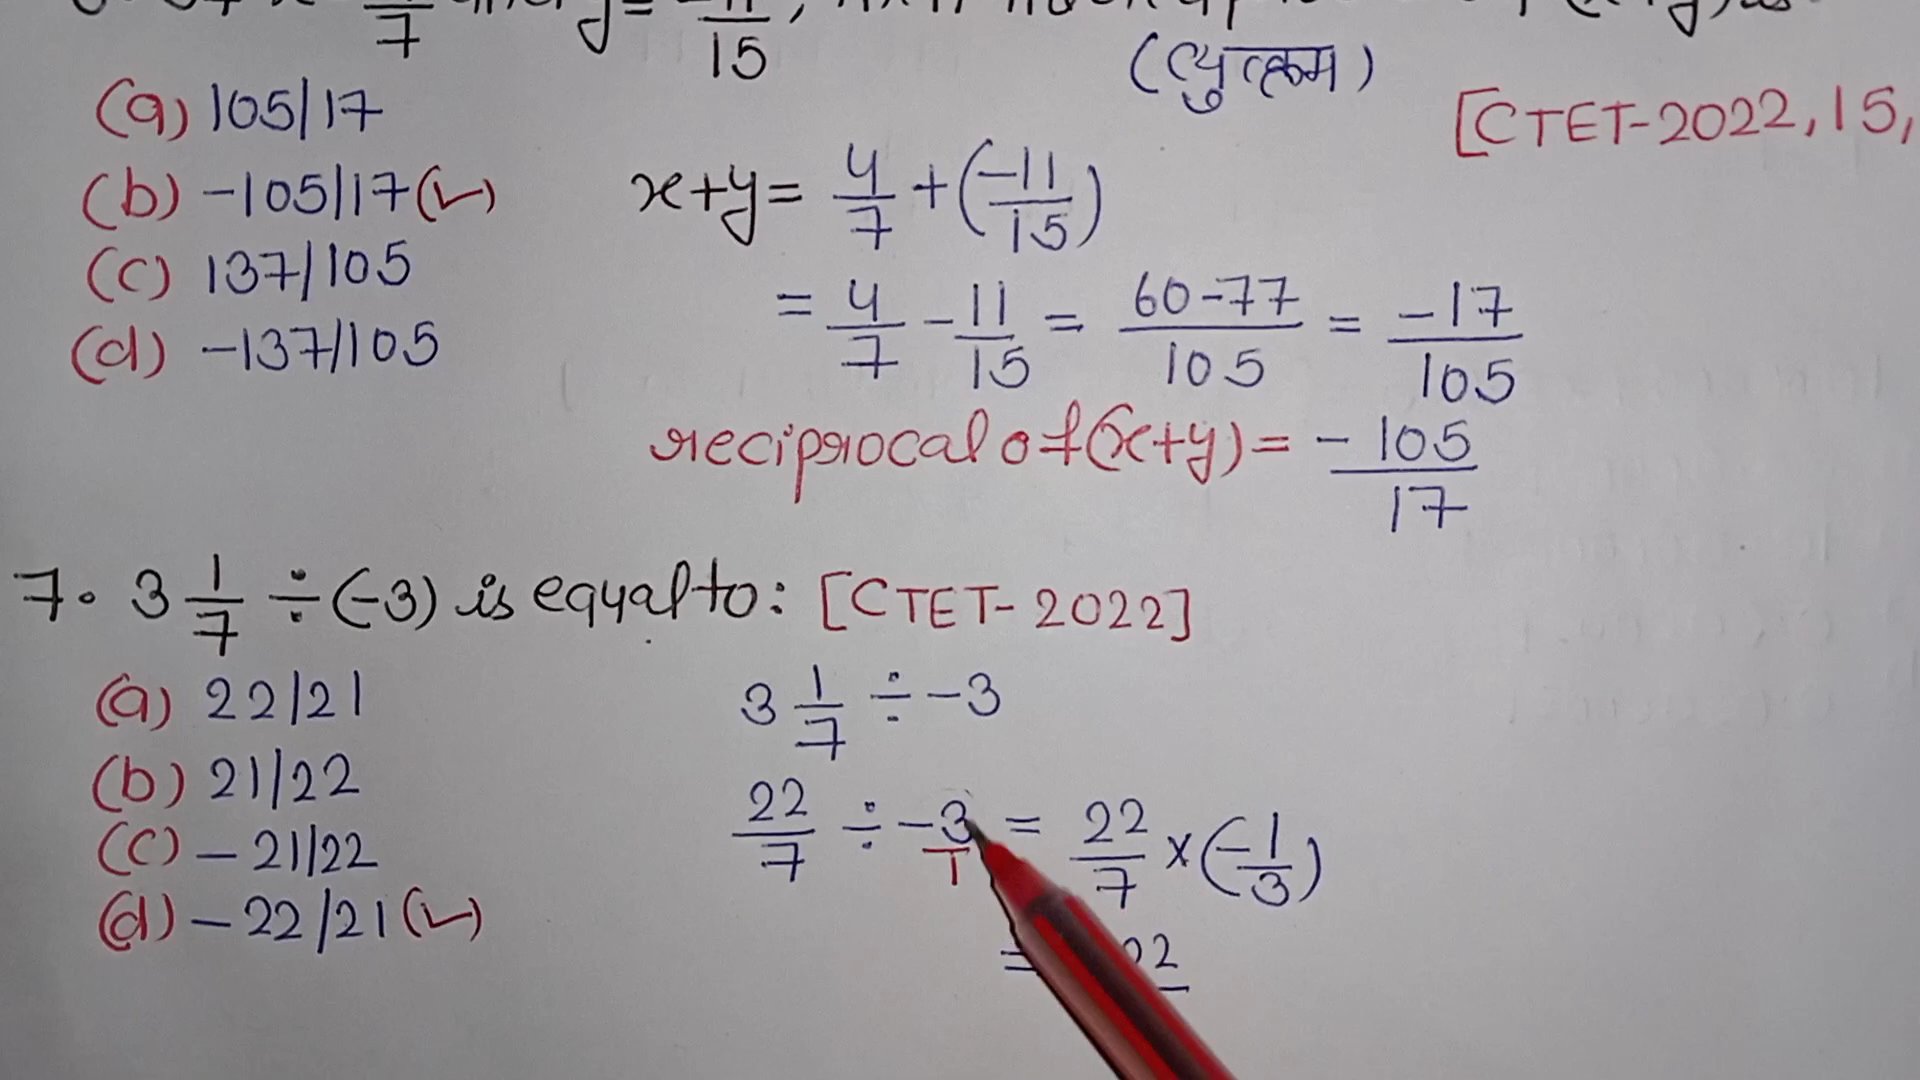 7 y= 15
(व्युत्क्रम)
(a) 105/17
[CTET-2022, 15,
(b) -105/17(✓)
x+y= 4/7 + (-11/15)
(c) 137/105
= 4/7 - 11/15 = 60-77/105 = -17/105
(d) -137/105
reciprocal of (x+y) = -105/17
7. 3 1/7 ÷ (-3) is equal to: [CTET-2022]
(a) 22/21
3 1/7 ÷ -3
(b) 21/22
22/7 ÷ -3/1 = 22/7 × (-1/3)
(c) -21/22
(d) -22/21(✓)
=